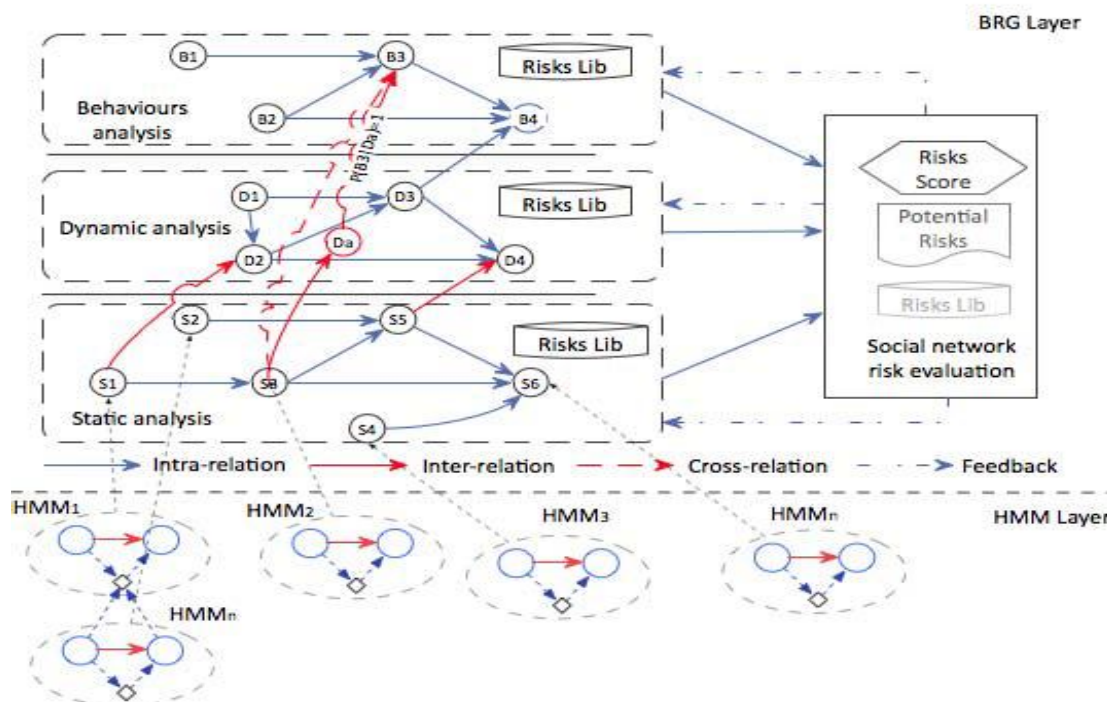 BRG Layer
B1
B3
Risks Lib
Behaviours
analysis
B2
B4
P(B3|Da)=1
D1
D3
Risks Lib
Dynamic analysis
D2
Da
D4
S2
S5
Risks Lib
S1
S3
S6
Static analysis
S4
Risks
Score
Potential
Risks
Risks Lib
Social network
risk evaluation
Intra-relation
Inter-relation
Cross-relation
Feedback
HMM1
HMM2
HMM3
HMMn
HMM Layer
HMMn